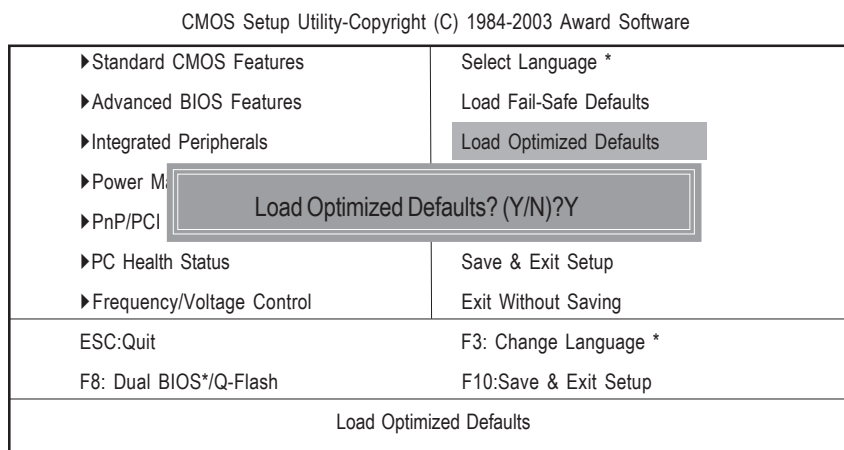 CMOS Setup Utility-Copyright (C) 1984-2003 Award Software
▶Standard CMOS Features
▶Advanced BIOS Features
▶Integrated Peripherals
▶Power Ma
▶PnP/PCI
▶PC Health Status
▶Frequency/Voltage Control
Select Language *
Load Fail-Safe Defaults
Load Optimized Defaults
Save & Exit Setup
Exit Without Saving
Load Optimized Defaults? (Y/N)?Y
ESC:Quit
F3: Change Language *
F8: Dual BIOS*/Q-Flash
F10:Save & Exit Setup
Load Optimized Defaults